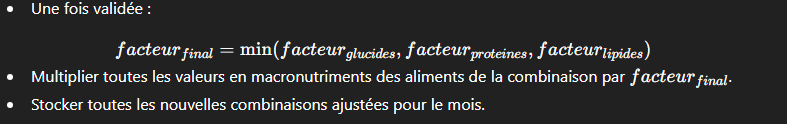 • Une fois validée :
facteur_final = min(facteur_glucides, facteur_proteines, facteur_lipides)
• Multiplier toutes les valeurs en macronutriments des aliments de la combinaison par facteur_final.
• Stocker toutes les nouvelles combinaisons ajustées pour le mois.